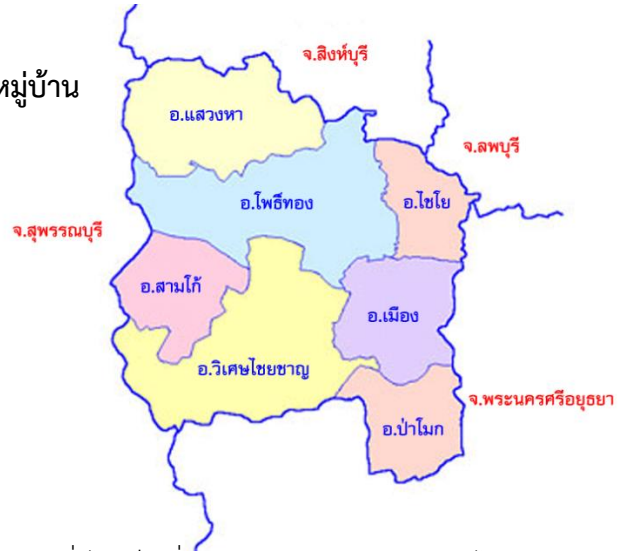 จ.สิงห์บุรี
หมู่บ้าน
อ.แสวงหา
จ.ลพบุรี
อ.โพธิ์ทอง
อ.ไชโย
จ.สุพรรณบุรี
อ.สามโก้
อ.เมือง
อ.วิเศษไชยชาญ
จ.พระนครศรีอยุธยา
อ.ป่าโมก